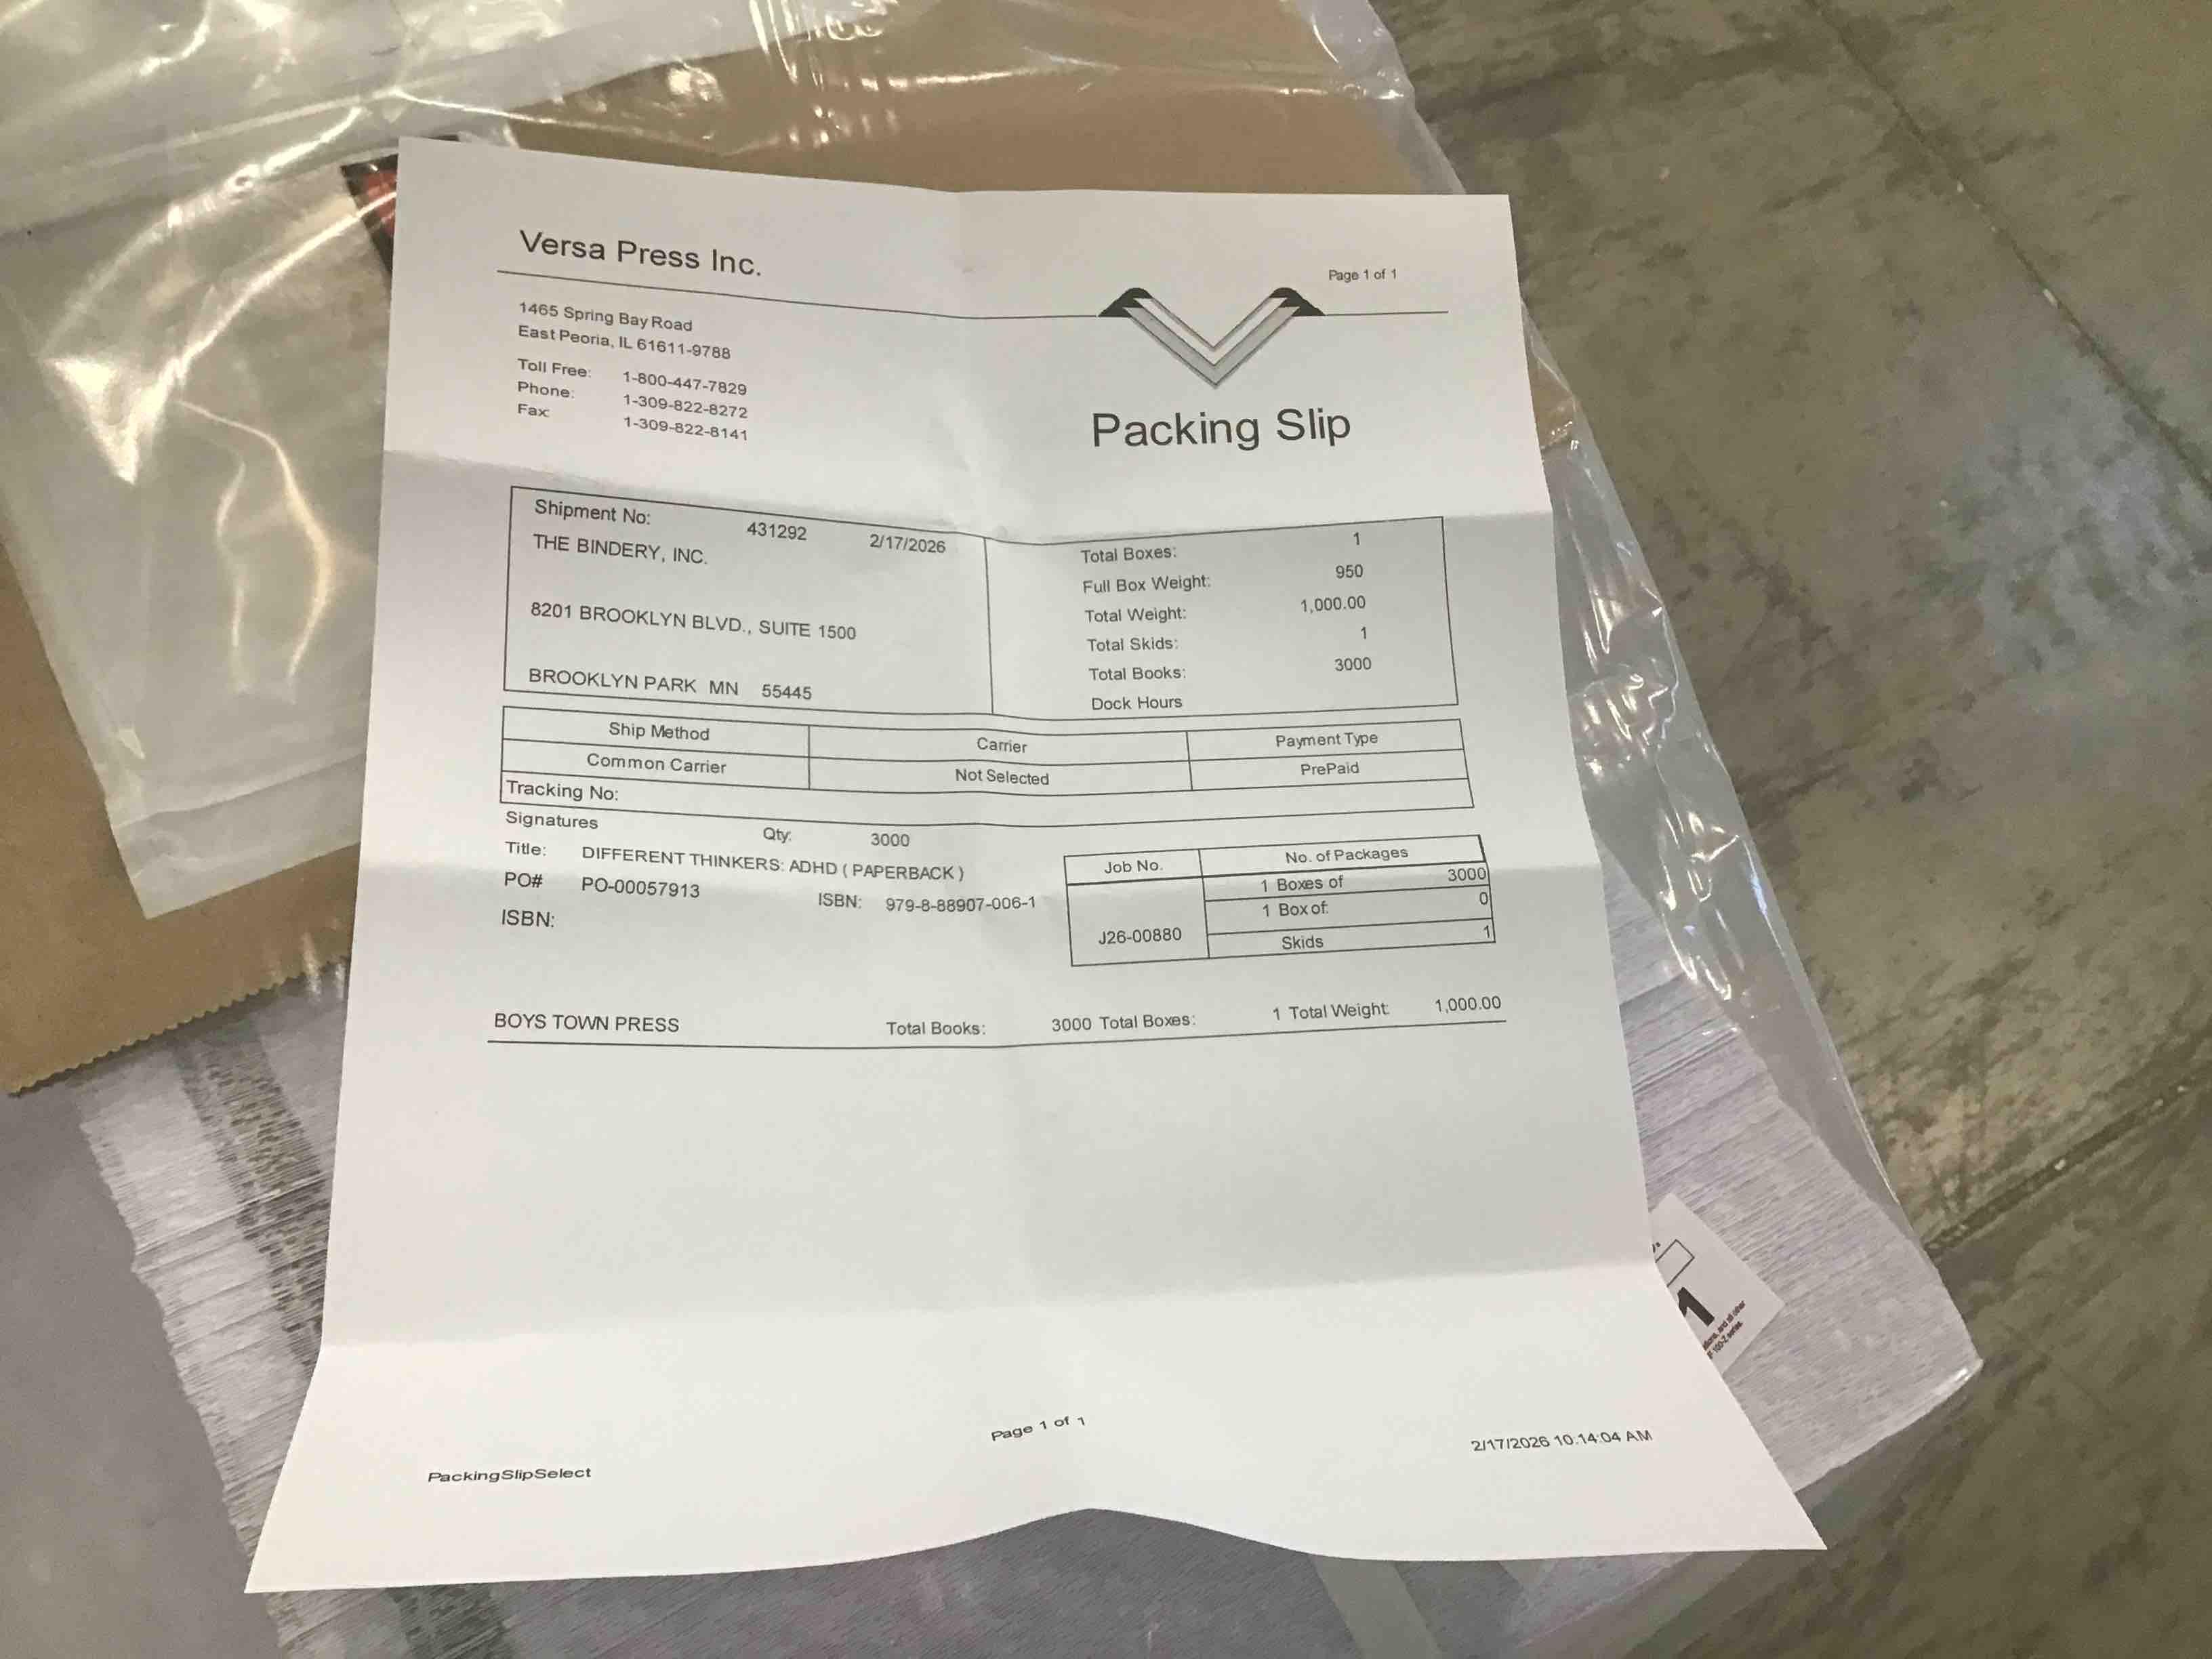 Versa Press Inc.
Page 1 of 1
1465 Spring Bay Road
East Peoria, IL 61611-9788
Toll Free: 1-800-447-7829
Phone: 1-309-822-8272
Fax: 1-309-822-8141
Packing Slip
Shipment No: 431292 2/17/2026
THE BINDERY, INC.
8201 BROOKLYN BLVD., SUITE 1500
BROOKLYN PARK MN 55445
Total Boxes: 1
Full Box Weight: 950
Total Weight: 1,000.00
Total Skids: 1
Total Books: 3000
Dock Hours
Ship Method Carrier Payment Type
Common Carrier Not Selected PrePaid
Tracking No:
Signatures Qty: 3000
Title: DIFFERENT THINKERS: ADHD ( PAPERBACK )
PO# PO-00057913 ISBN: 979-8-88907-006-1
ISBN:
Job No. No. of Packages
1 Boxes of 3000
1 Box of: 0
J26-00880 Skids 1
BOYS TOWN PRESS Total Books: 3000 Total Boxes: 1 Total Weight: 1,000.00
Page 1 of 1
PackingSlipSelect
2/17/2026 10:14:04 AM
1
and all other
100-Z series.